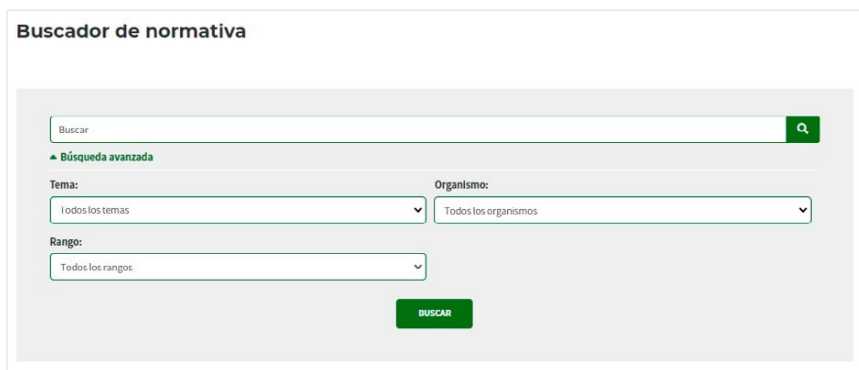 Buscador de normativa
Buscar
Búsqueda avanzada
Tema:
Organismo:
Todos los temas
Todos los organismos
Rango:
Todos los rangos
BUSCAR